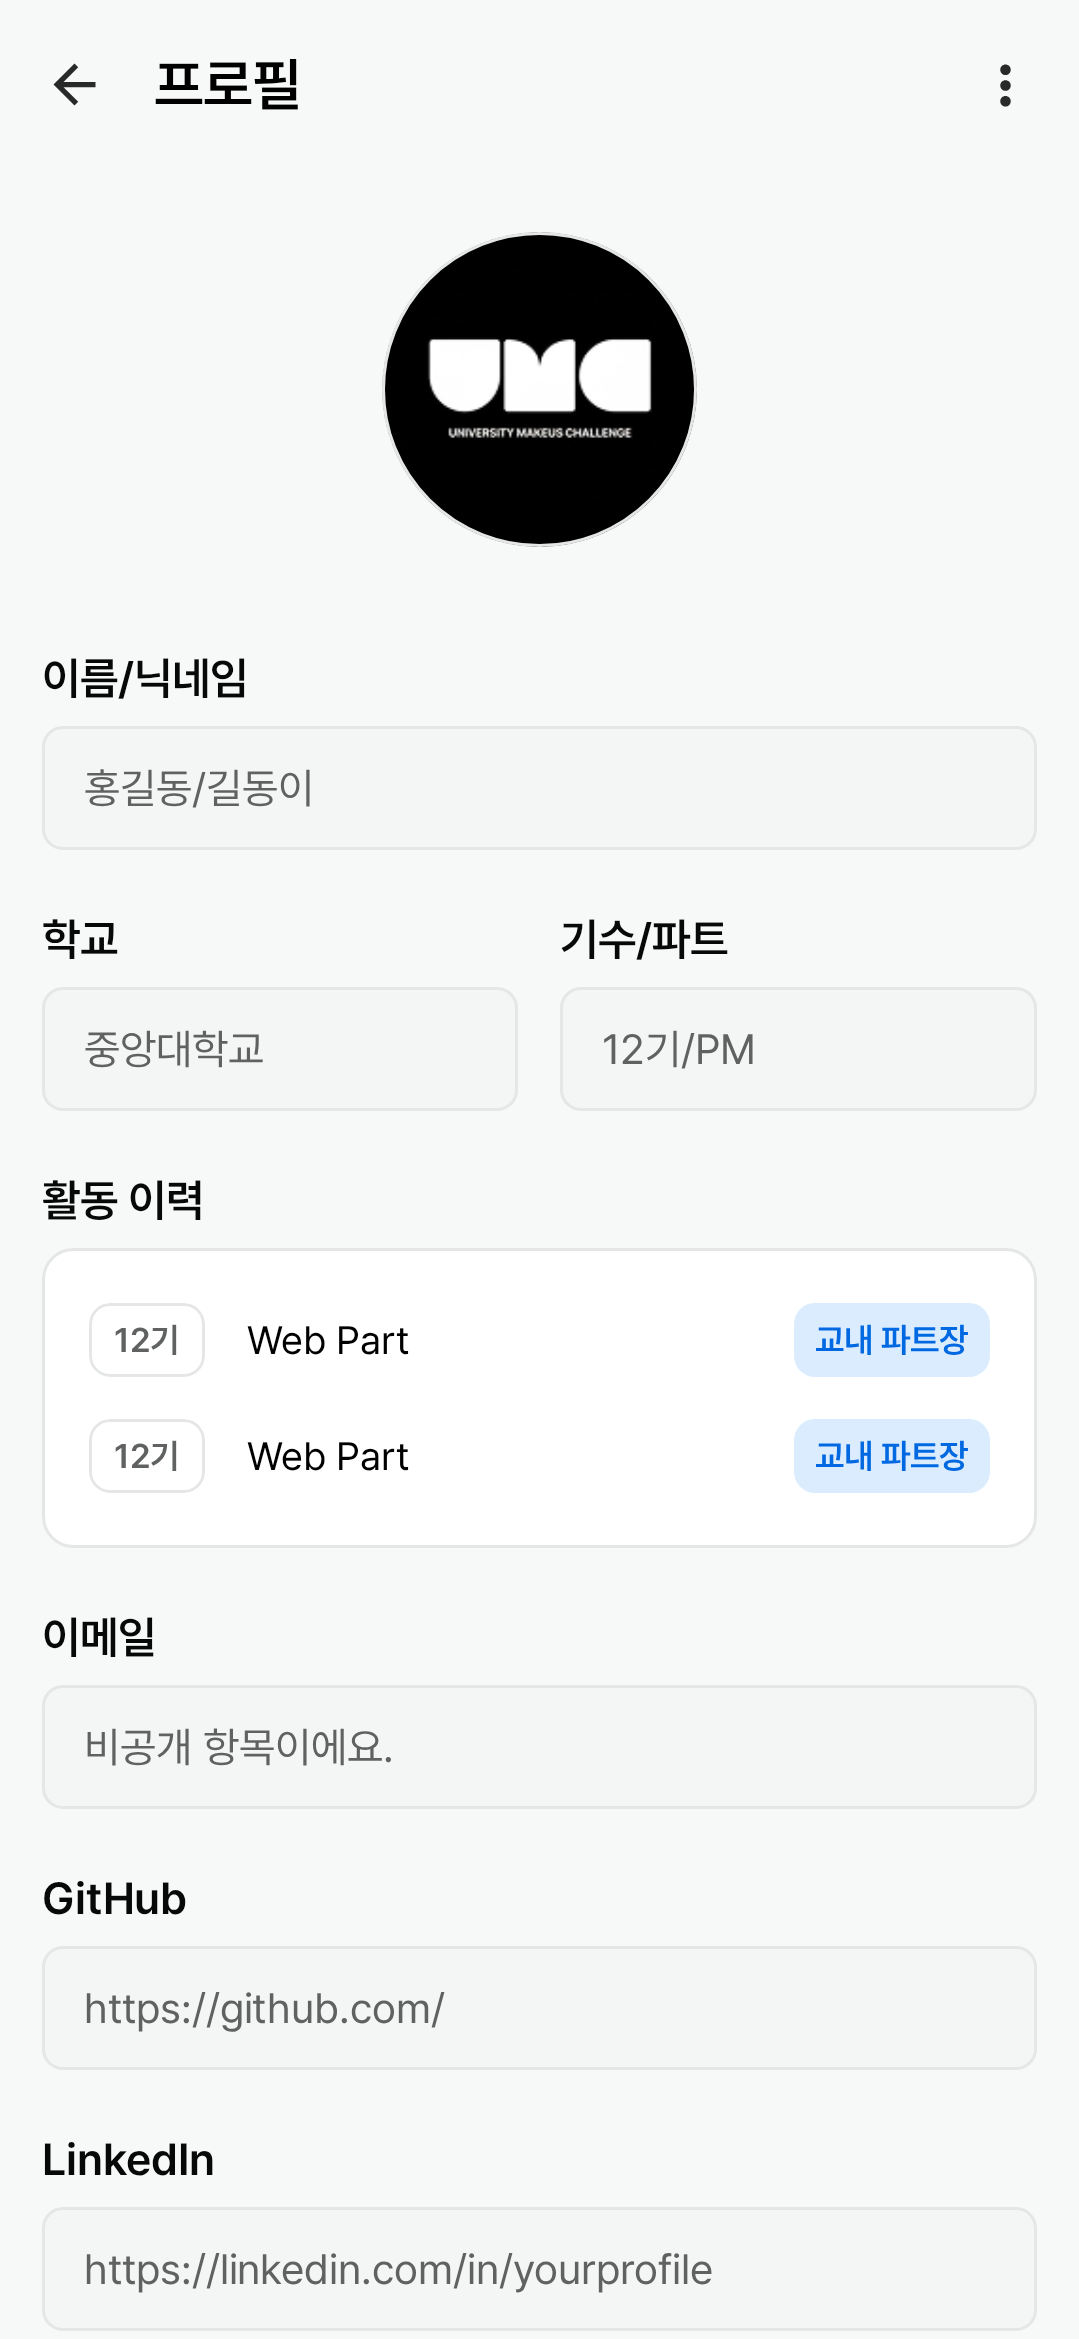 프로필
UMC
UNIVERSITY MAKEUS CHALLENGE
이름/닉네임
홍길동/길동이
학교
기수/파트
중앙대학교
12기/PM
활동 이력
12기 Web Part 교내 파트장
12기 Web Part 교내 파트장
이메일
비공개 항목이에요.
GitHub
https://github.com/
LinkedIn
https://linkedin.com/in/yourprofile